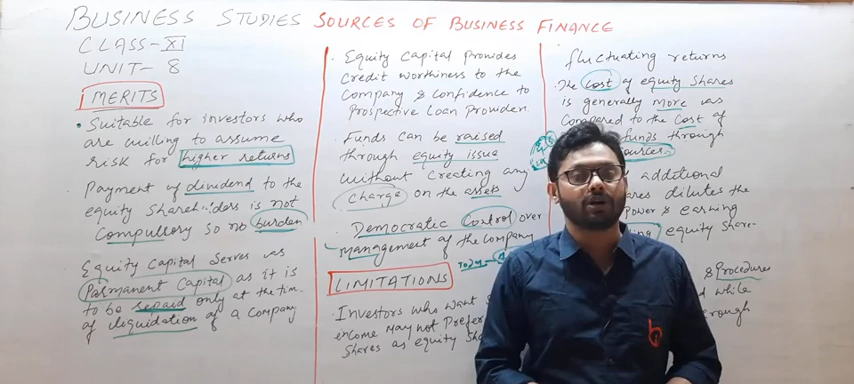 BUSINESS STUDIES SOURCES OF BUSINESS FINANCE
CLASS-XI
UNIT-8
MERITS
• Suitable for investors who
are willing to assume
risk for higher returns
• Payment of dividend to the
equity shareholders is not
Compulsory so no burden
• Equity Capital Serves as
Parmanent Capital as it is
to be repaid only at the tim
of liquidation of a Company
• Equity Capital Provides
Credit worthiness to the
Company & Confidence to
Prospective Loan Provider.
• Funds can be raised
through equity issue
without Creating any
Charge on the assets
• Democratic Control over
management of the Company
Today
LIMITATIONS
• Investors who want
income may not Prefer
Shares as equity Sha
fluctuating returns
• The Cost of equity Shares
is generally more as
Compared to the Cost of
funds through
sources.
additional
ares dilutes the
Power & earning
equity Share-
& Procedures
while
through